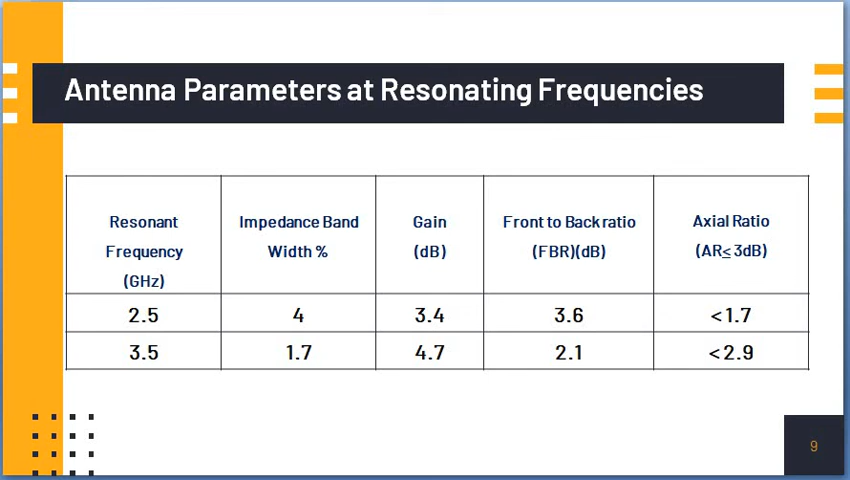 Antenna Parameters at Resonating Frequencies
Resonant Frequency (GHz) Impedance Band Width % Gain (dB) Front to Back ratio (FBR)(dB) Axial Ratio (AR≤ 3dB)
2.5 4 3.4 3.6 <1.7
3.5 1.7 4.7 2.1 <2.9
9